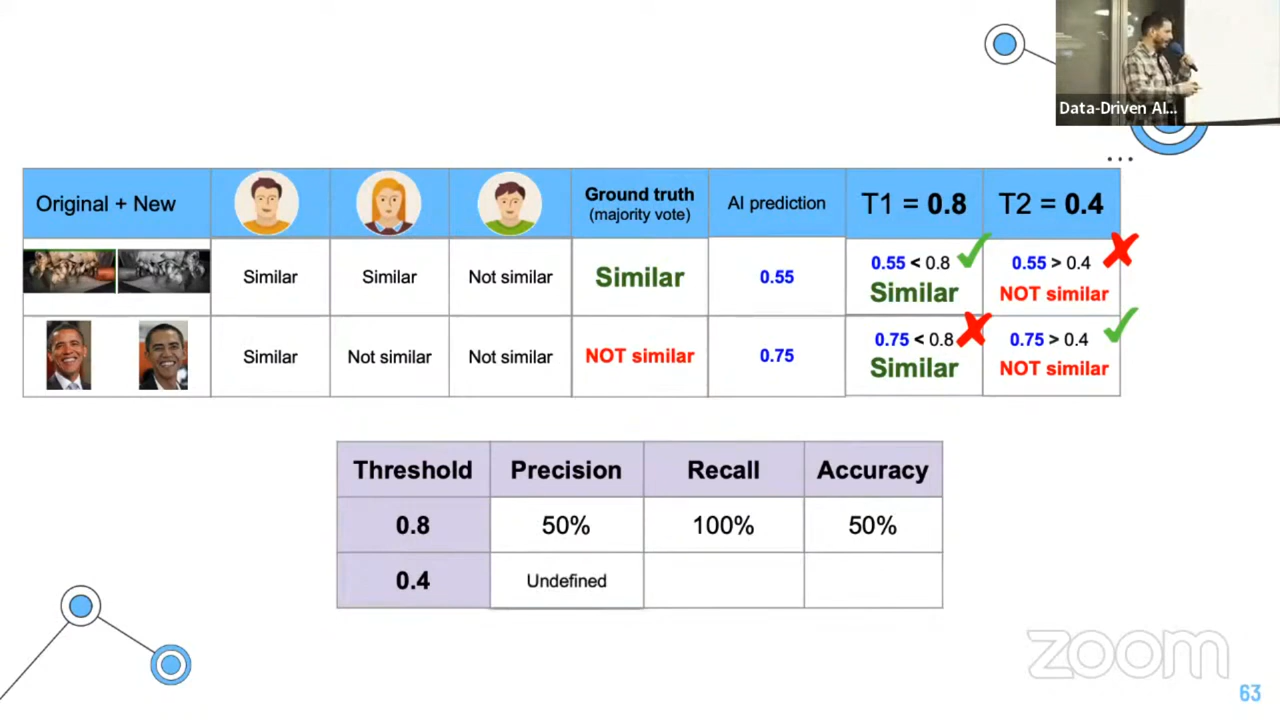 Data-Driven AI...
Original + New
Ground truth
(majority vote)
AI prediction
T1 = 0.8
T2 = 0.4
Similar
Similar
Not similar
Similar
0.55
0.55 < 0.8
Similar
0.55 > 0.4
NOT similar
Similar
Not similar
Not similar
NOT similar
0.75
0.75 < 0.8
Similar
0.75 > 0.4
NOT similar
Threshold
Precision
Recall
Accuracy
0.8
50%
100%
50%
0.4
Undefined
zoom
63